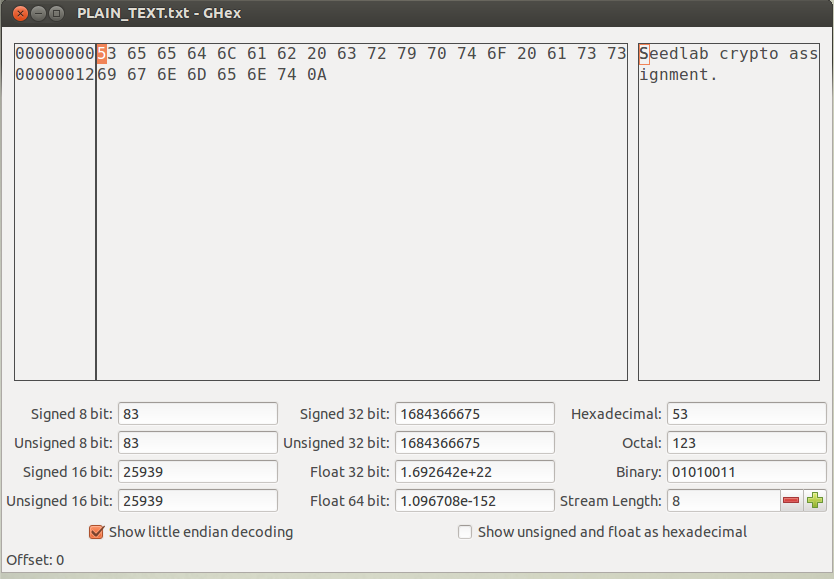 PLAIN_TEXT.txt - GHex
00000000 53 65 65 64 6C 61 62 20 63 72 79 70 74 6F 20 61 73 73 Seedlab crypto ass
00000012 69 67 6E 6D 65 6E 74 0A ignment.
Signed 8 bit: 83 Signed 32 bit: 1684366675 Hexadecimal: 53
Unsigned 8 bit: 83 Unsigned 32 bit: 1684366675 Octal: 123
Signed 16 bit: 25939 Float 32 bit: 1.692642e+22 Binary: 01010011
Unsigned 16 bit: 25939 Float 64 bit: 1.096708e-152 Stream Length: 8
Show little endian decoding Show unsigned and float as hexadecimal
Offset: 0